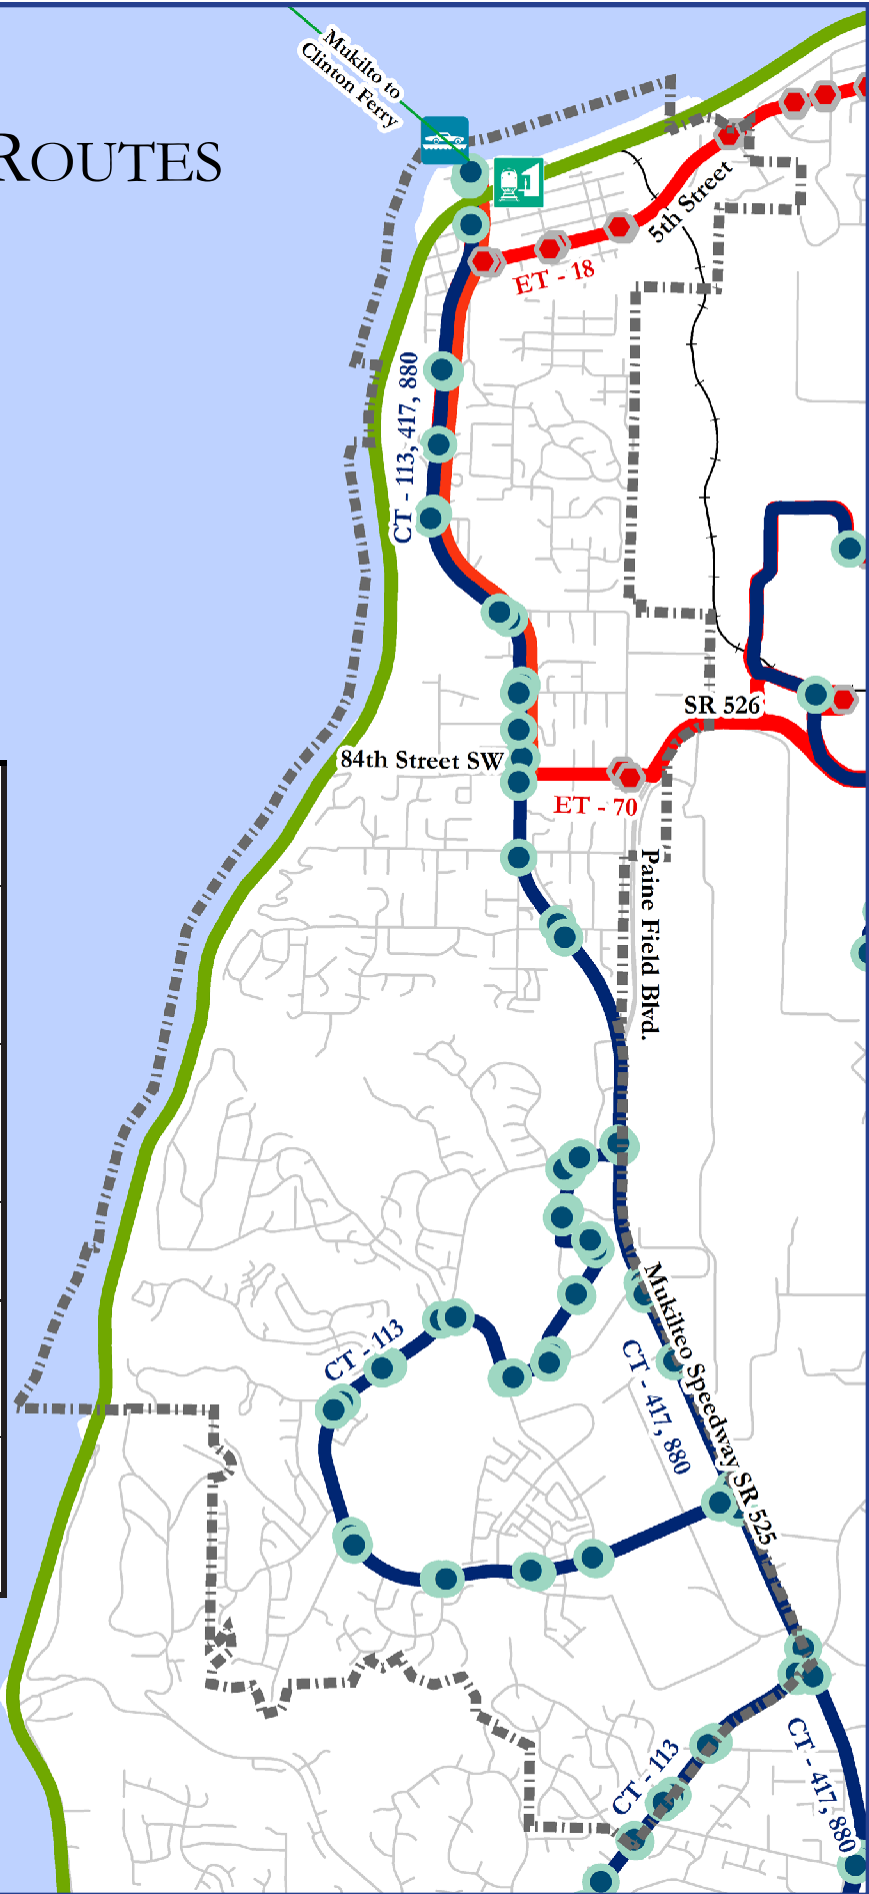 Mukilto to
Clinton Ferry
ROUTES
5th Street
ET - 18
CT - 113, 417, 880
SR 526
84th Street SW
ET - 70
Paine Field Blvd.
Mukilteo Speedway SR 525
CT - 113
CT - 417, 880
CT - 113
CT - 417, 880